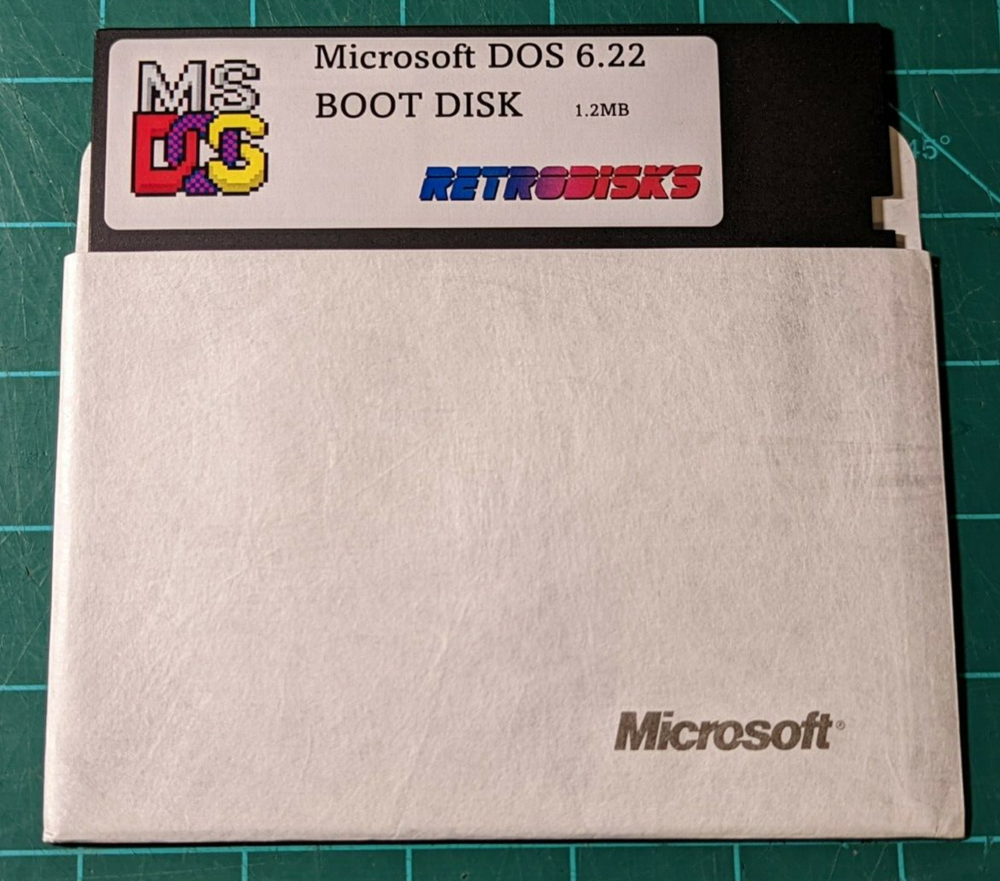 MS
DOS
Microsoft DOS 6.22
BOOT DISK 1.2MB
RETRODISKS
45°
Microsoft®